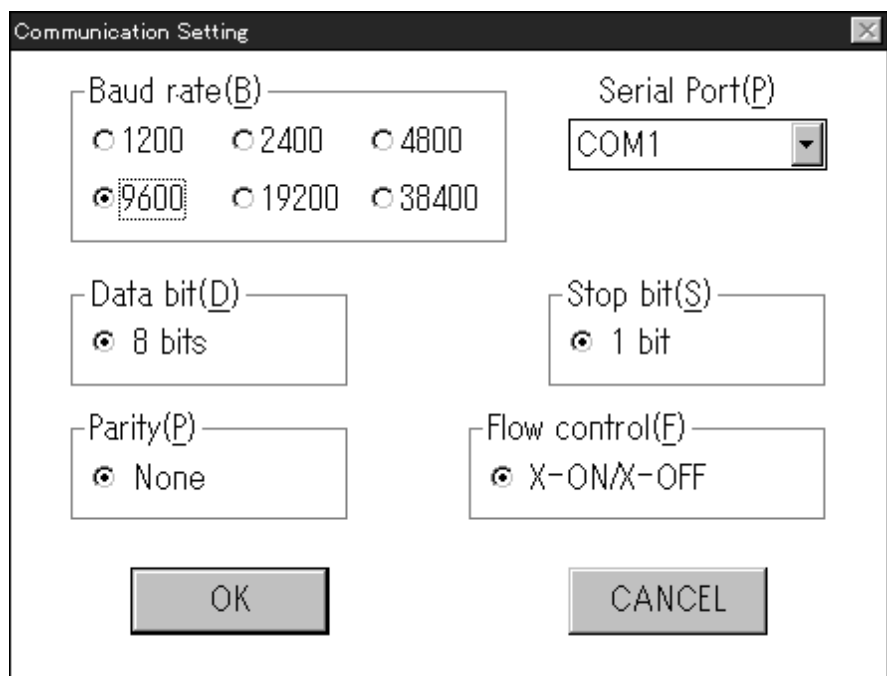 Communication Setting
Baud rate(B)
Serial Port(P)
1200 2400 4800
COM1
9600 19200 38400
Data bit(D)
Stop bit(S)
8 bits
1 bit
Parity(P)
Flow control(F)
None
X-ON/X-OFF
OK
CANCEL